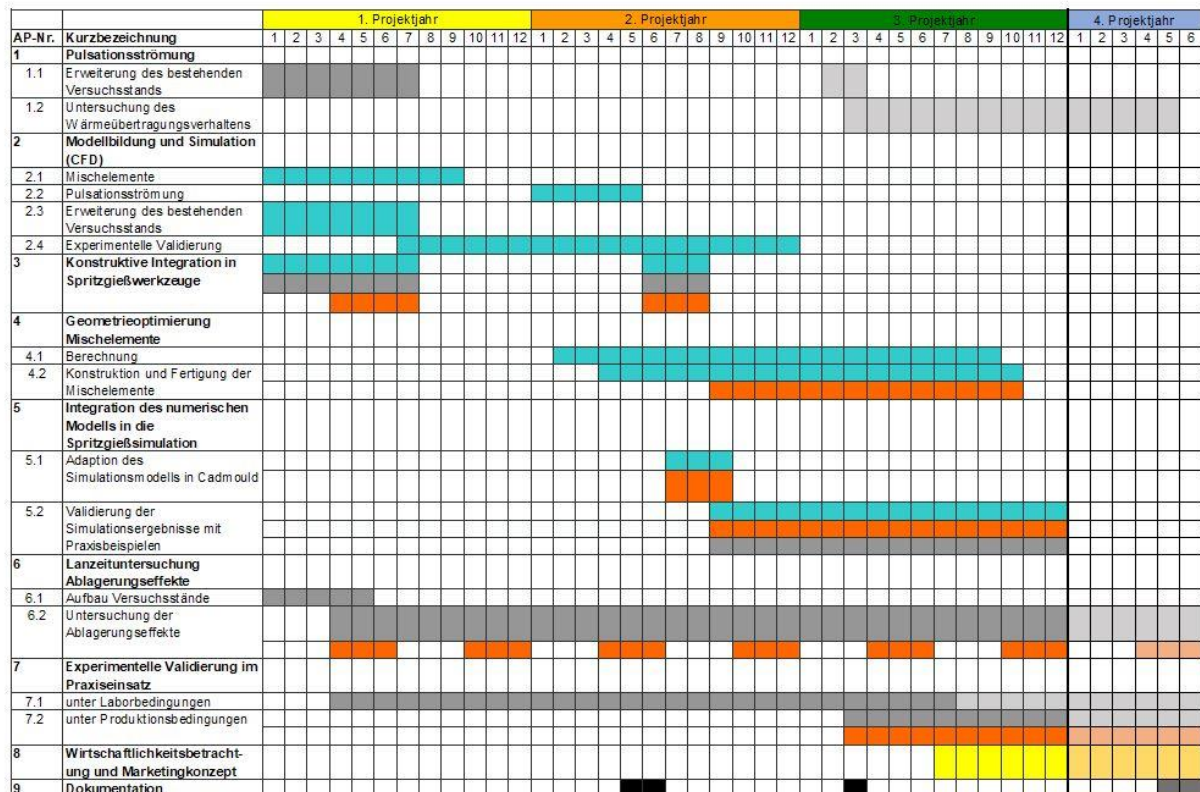 1. Projektjahr 2. Projektjahr 3. Projektjahr 4. Projektjahr
AP-Nr. Kurzbezeichnung 1 2 3 4 5 6 7 8 9 10 11 12 1 2 3 4 5 6 7 8 9 10 11 12 1 2 3 4 5 6 7 8 9 10 11 12 1 2 3 4 5 6
1 Pulsationsströmung
1.1 Erweiterung des bestehenden
Versuchsstands
1.2 Untersuchung des
Wärmeübertragungsverhaltens
2 Modellbildung und Simulation
(CFD)
2.1 Mischelemente
2.2 Pulsationsströmung
2.3 Erweiterung des bestehenden
Versuchsstands
2.4 Experimentelle Validierung
3 Konstruktive Integration in
Spritzgießwerkzeuge
4 Geometrieoptimierung
Mischelemente
4.1 Berechnung
4.2 Konstruktion und Fertigung der
Mischelemente
5 Integration des numerischen
Modells in die
Spritzgießsimulation
5.1 Adaption des
Simulationsmodells in Cadmould
5.2 Validierung der
Simulationsergebnisse mit
Praxisbeispielen
6 Lanzeituntersuchung
Ablagerungseffekte
6.1 Aufbau Versuchsstände
6.2 Untersuchung der
Ablagerungseffekte
7 Experimentelle Validierung im
Praxiseinsatz
7.1 unter Laborbedingungen
7.2 unter Produktionsbedingungen
8 Wirtschaftlichkeitsbetracht-
ung und Marketingkonzept
9 Dokumentation